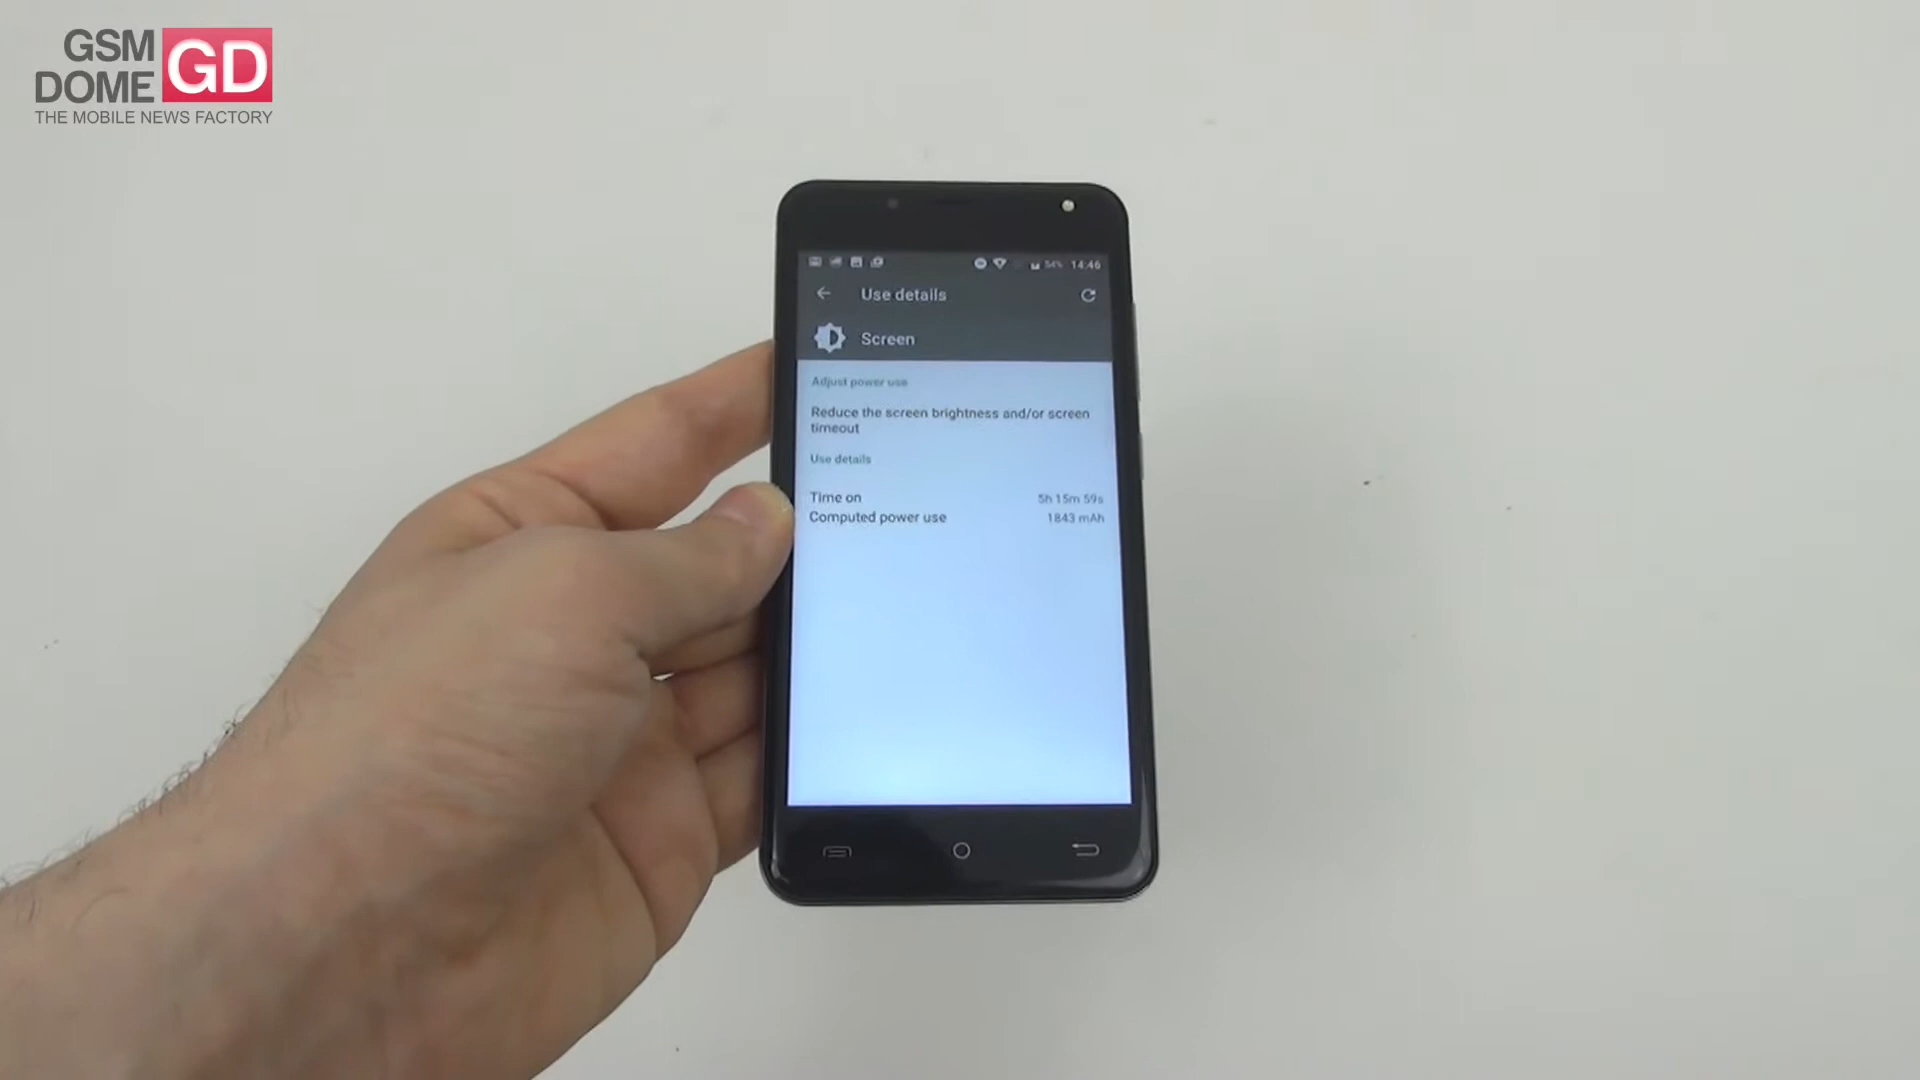 GSM
DOME
GD
THE MOBILE NEWS FACTORY
54% 14:46
Use details
Screen
Adjust power use
Reduce the screen brightness and/or screen
timeout
Use details
Time on 5h 15m 59s
Computed power use 1843 mAh